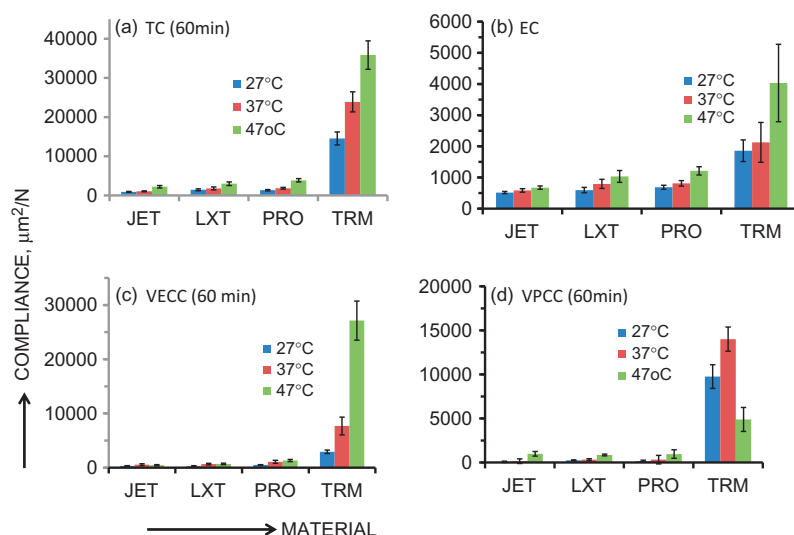 (a) TC (60min)
40000
30000
20000
10000
0
27°C
37°C
47oC
JET LXT PRO TRM
(b) EC
6000
5000
4000
3000
2000
1000
0
27°C
37°C
47°C
JET LXT PRO TRM
(c) VECC (60 min)
30000
20000
10000
0
27°C
37°C
47°C
JET LXT PRO TRM
(d) VPCC (60min)
20000
15000
10000
5000
0
27°C
37°C
47oC
JET LXT PRO TRM
COMPLIANCE, μm²/N
MATERIAL